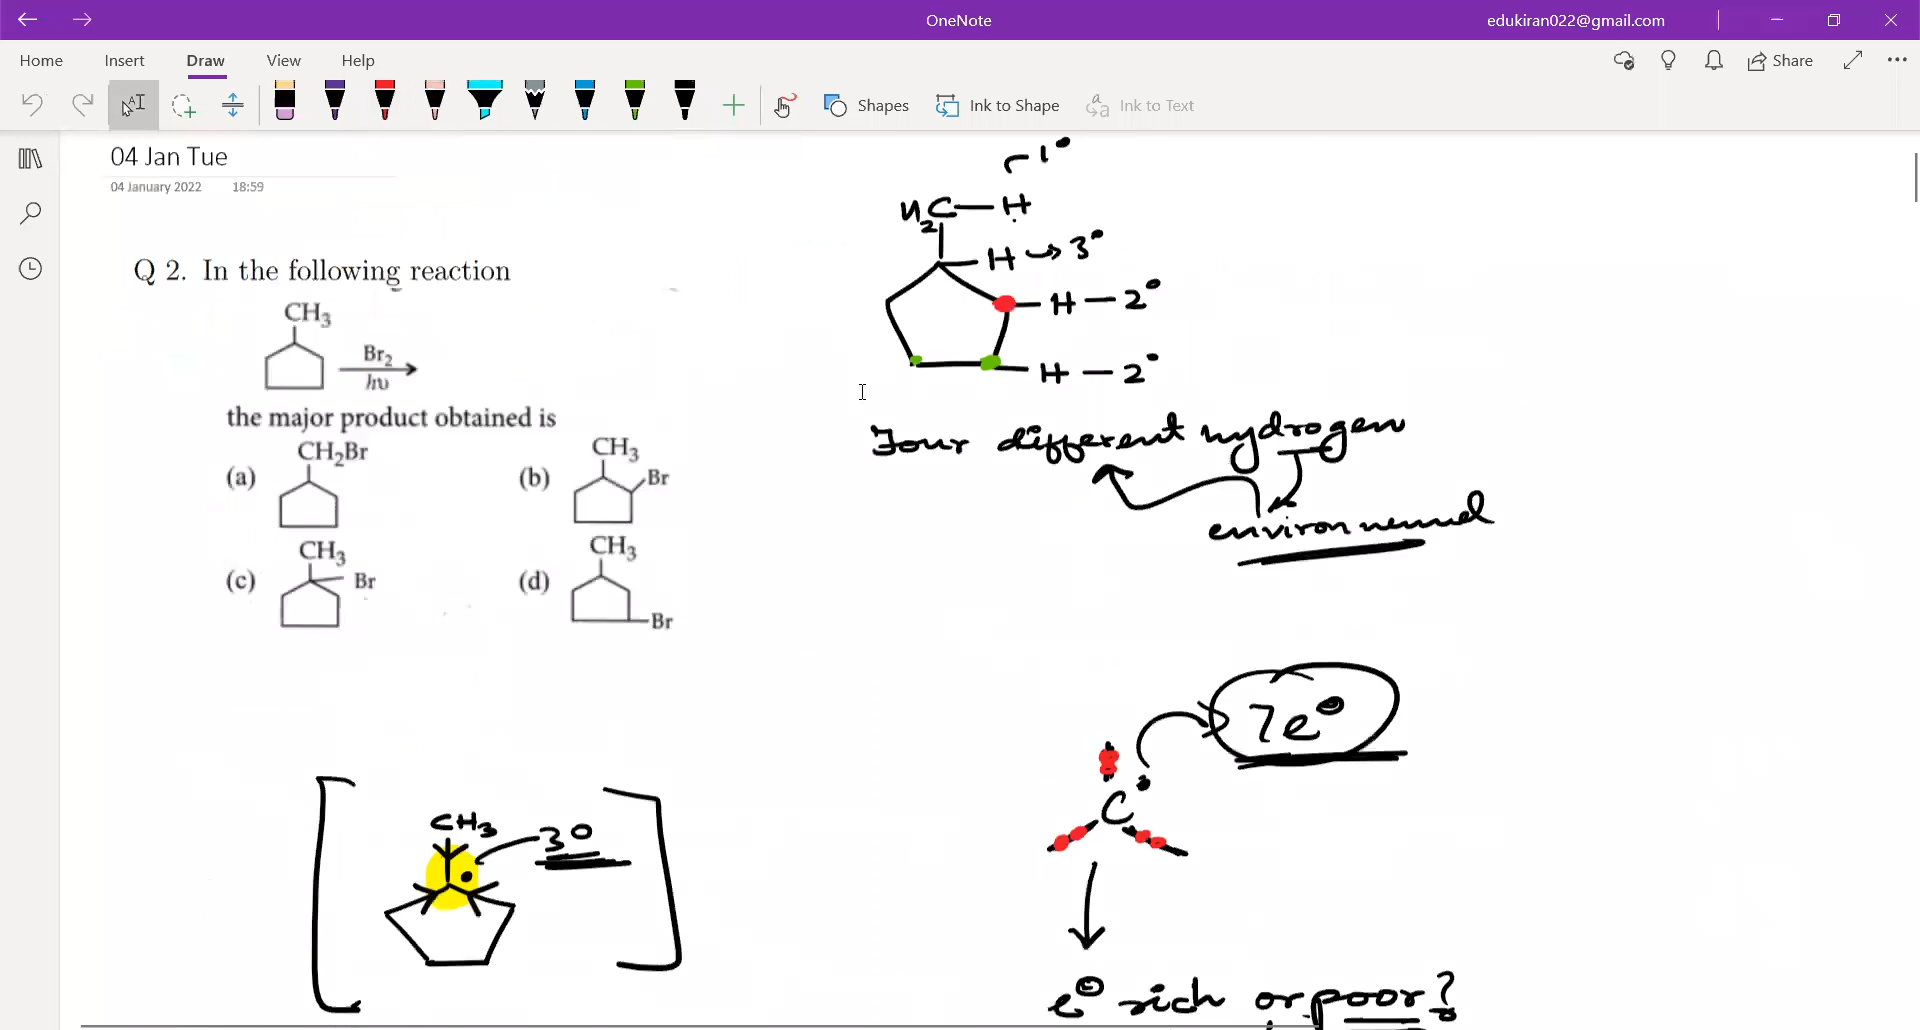 OneNote
edukiran022@gmail.com
Home Insert Draw View Help
Share
Shapes
Ink to Shape
Ink to Text
04 Jan Tue
04 January 2022 18:59
Q 2. In the following reaction
CH3
Br2
hυ
the major product obtained is
(a) CH2Br
(b) CH3 Br
(c) CH3 Br
(d) CH3 Br
1°
H2C—H
H → 3°
H — 2°
H — 2°
Four different hydrogen
CH3
3°
7e⊖
C
e⊖ rich or poor?